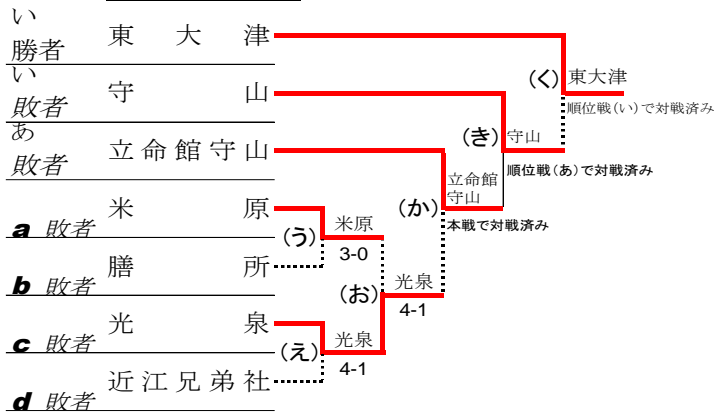 い
勝者 東大津
い
敗者 守山
あ
敗者 立命館守山
a 敗者 米原
b 敗者 膳所
c 敗者 光泉
d 敗者 近江兄弟社
(う) 米原
3-0
(え) 光泉
4-1
(お) 光泉
4-1
(か) 立命館
守山
本戦で対戦済み
(き) 守山
順位戦(あ)で対戦済み
(く) 東大津
順位戦(い)で対戦済み